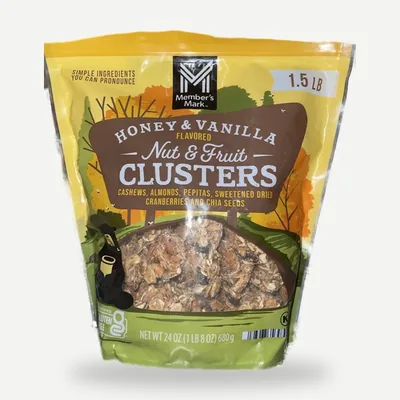 SIMPLE INGREDIENTS
YOU CAN PRONOUNCE
Member's
Mark
1.5 LB
HONEY & VANILLA
FLAVORED
Nut & Fruit
CLUSTERS
CASHEWS, ALMONDS, PEPITAS, SWEETENED DRIED
CRANBERRIES AND CHIA SEEDS
NET WT 24 OZ (1 LB 8 OZ) 680g
K